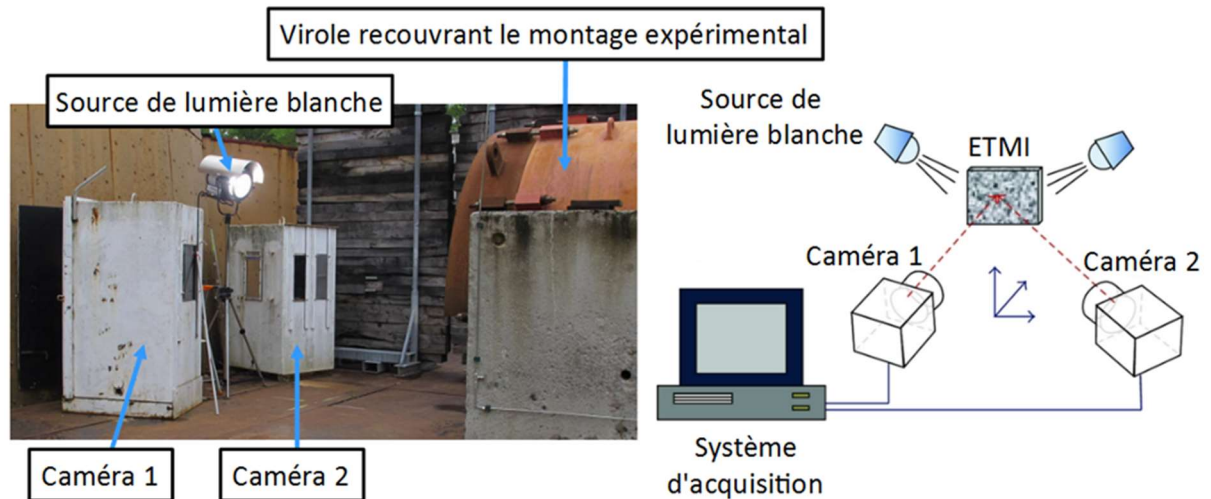 Virole recouvrant le montage expérimental
Source de lumière blanche
Caméra 1
Caméra 2
Source de
lumière blanche
ETMI
Caméra 1
Caméra 2
Système
d'acquisition